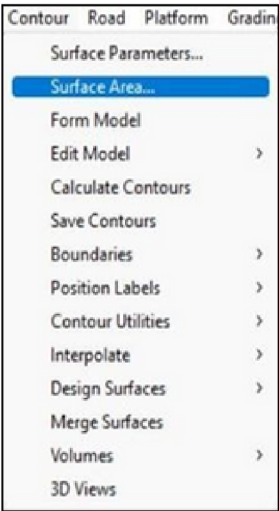 Contour Road Platform Gradin
Surface Parameters...
Surface Area...
Form Model
Edit Model
Calculate Contours
Save Contours
Boundaries
Position Labels
Contour Utilities
Interpolate
Design Surfaces
Merge Surfaces
Volumes
3D Views